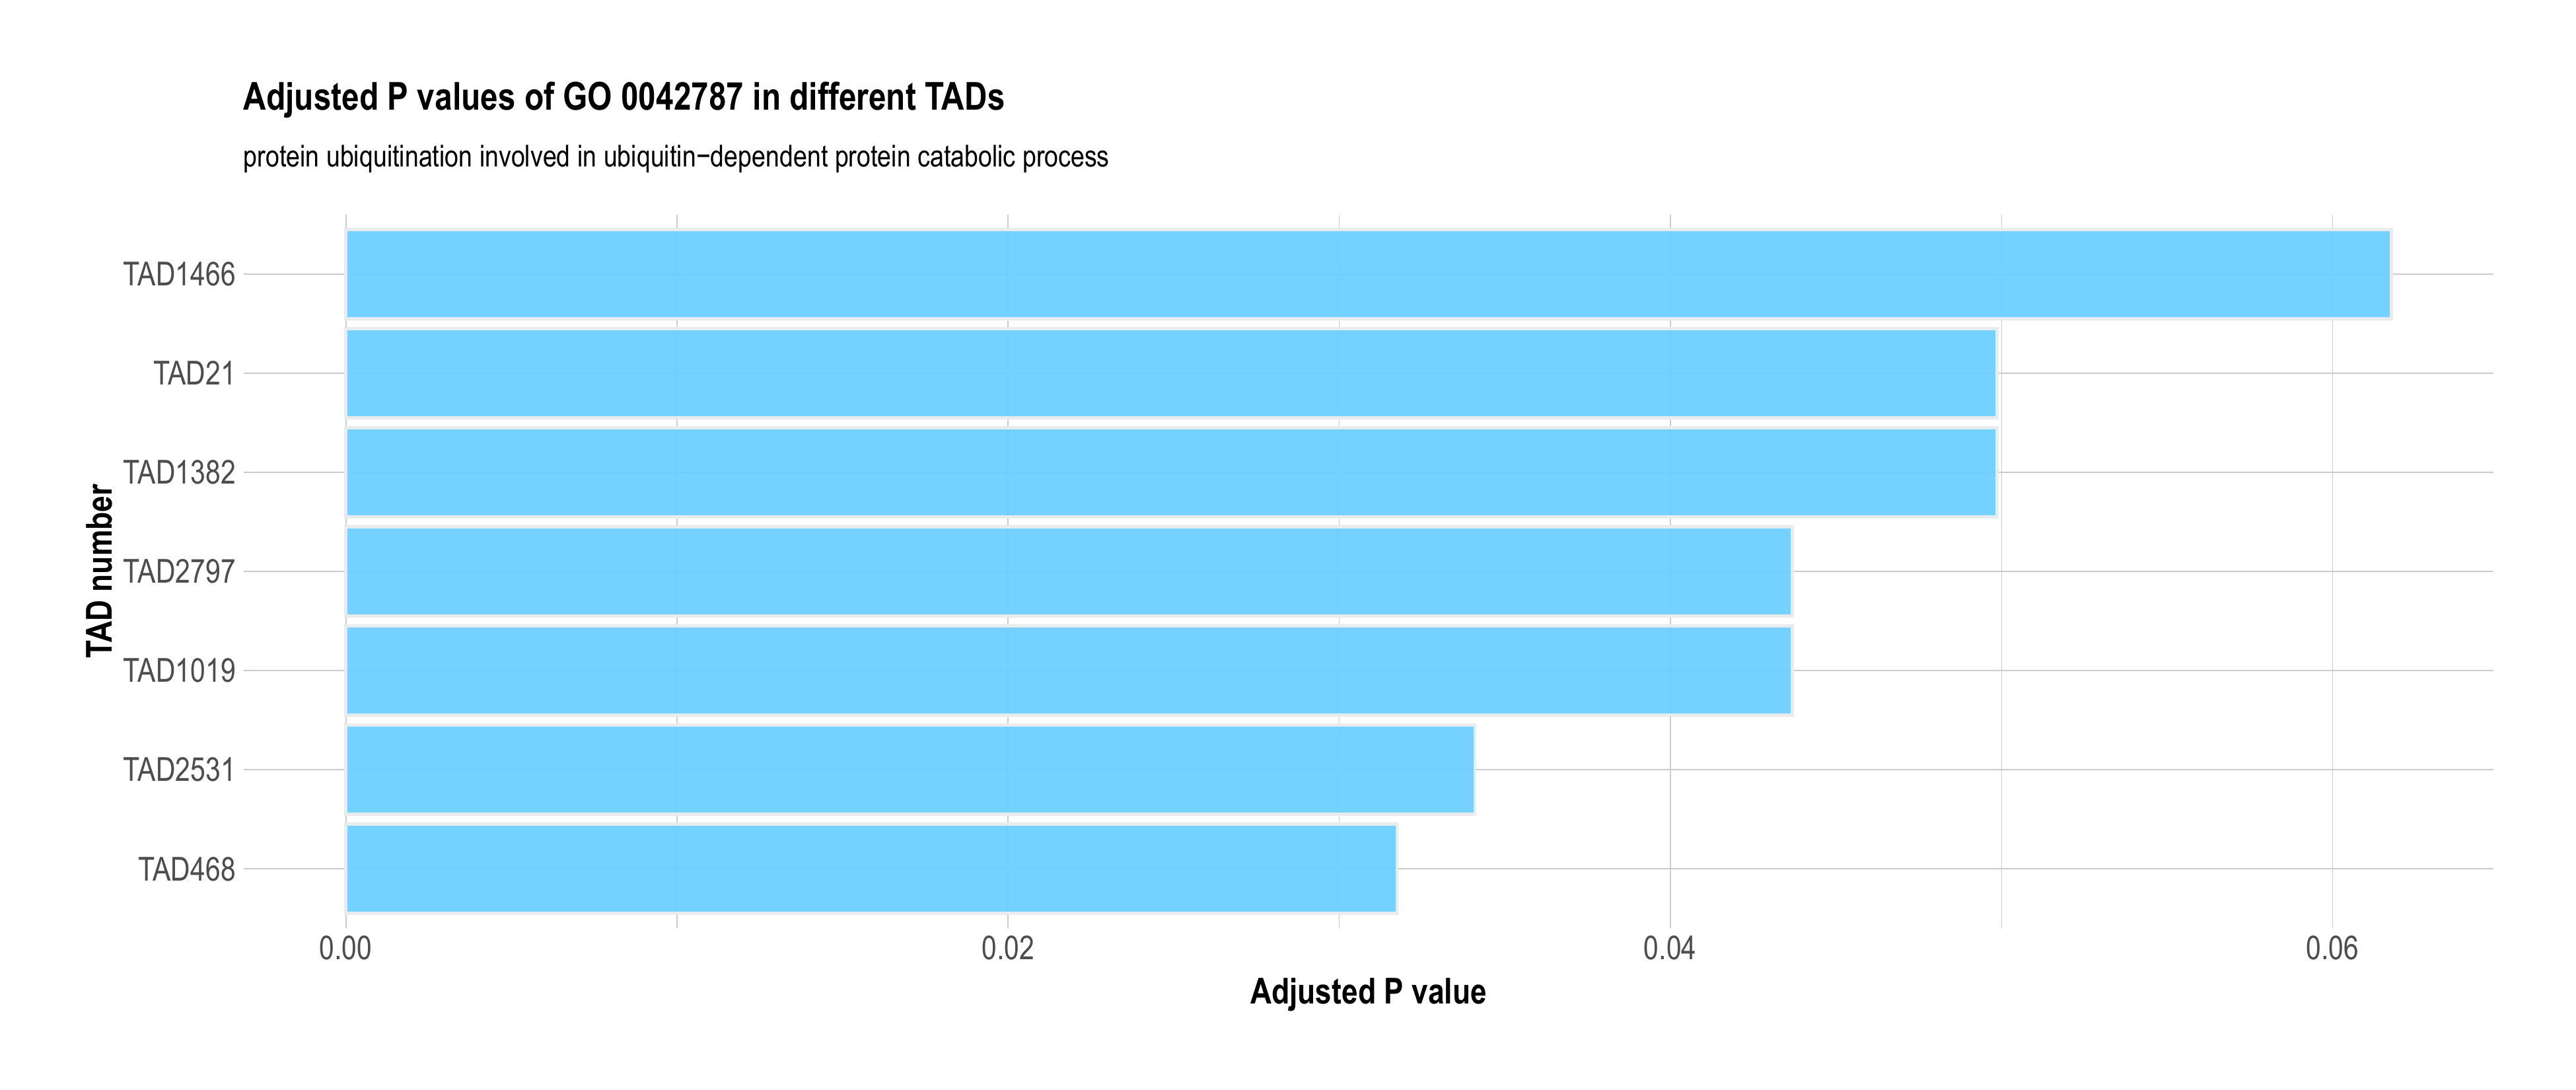 Adjusted P values of GO 0042787 in different TADs
protein ubiquitination involved in ubiquitin−dependent protein catabolic process
TAD number
TAD1466
TAD21
TAD1382
TAD2797
TAD1019
TAD2531
TAD468
0.00 0.02 0.04 0.06
Adjusted P value